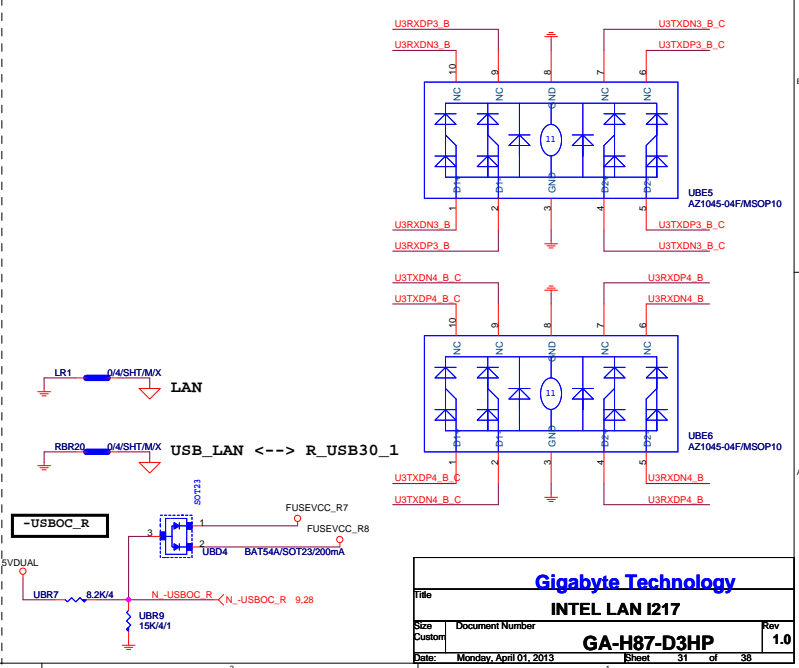 U3RXDP3_B
U3TXDN3_B_C
U3RXDN3_B
U3TXDP3_B_C
10 9 8 7 6
NC NC GND NC NC
11
D1+ D1- GND D2+ D2-
1 2 3 4 5
UBE5
AZ1045-04F/MSOP10
U3RXDN3_B
U3TXDP3_B_C
U3RXDP3_B
U3TXDN3_B_C
U3TXDN4_B_C
U3RXDP4_B
U3TXDP4_B_C
U3RXDN4_B
10 9 8 7 6
NC NC GND NC NC
11
D1+ D1- GND D2+ D2-
1 2 3 4 5
UBE6
AZ1045-04F/MSOP10
U3TXDP4_B_C
U3RXDN4_B
U3TXDN4_B_C
U3RXDP4_B
LR1 0/4/SHT/M/X
LAN
RBR20 0/4/SHT/M/X
USB_LAN <--> R_USB30_1
-USBOC_R
SOT23
3
1
2
FUSEVCC_R7
FUSEVCC_R8
UBD4 BAT54A/SOT23/200mA
5VDUAL
UBR7 8.2K/4
N_-USBOC_R
N_-USBOC_R 9,28
UBR9
15K/4/1
Gigabyte Technology
Title
INTEL LAN I217
Size
Custom
Document Number
GA-H87-D3HP
Rev
1.0
Date: Monday, April 01, 2013 Sheet 31 of 38